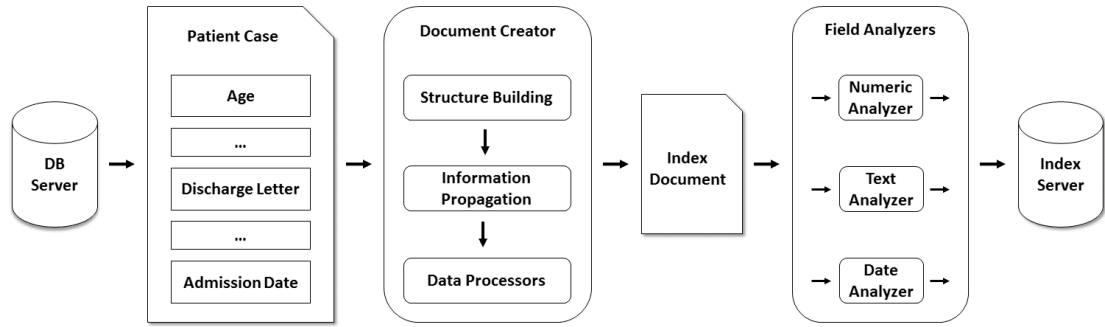 DB
Server
Patient Case
Age
...
Discharge Letter
...
Admission Date
Document Creator
Structure Building
Information
Propagation
Data Processors
Index
Document
Field Analyzers
Numeric
Analyzer
Text
Analyzer
Date
Analyzer
Index
Server